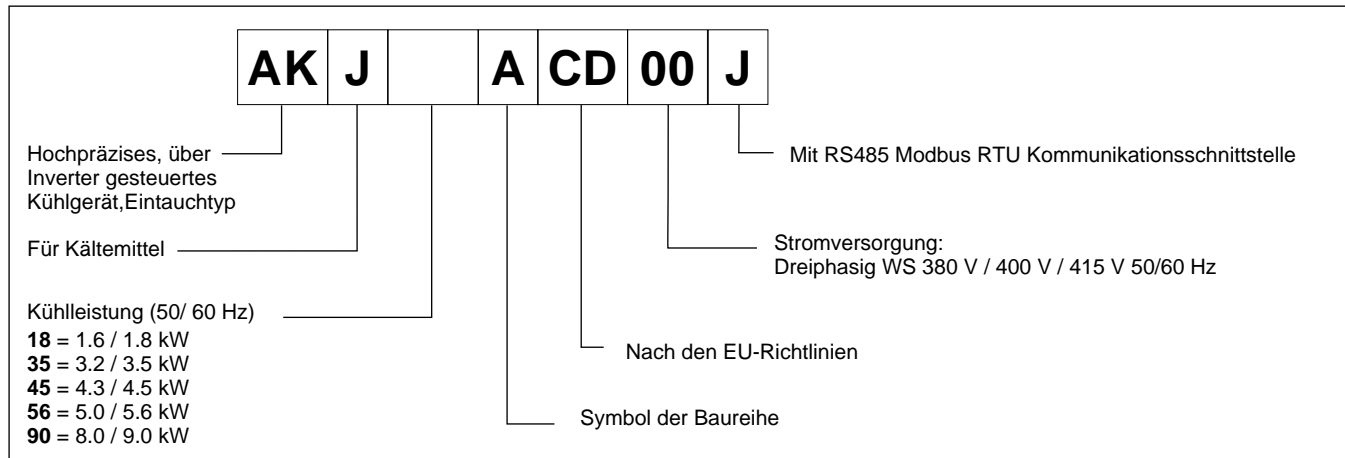 AK J A CD 00 J
Hochpräzises, über
Inverter gesteuertes
Kühlgerät,Eintauchtyp
Für Kältemittel
Kühlleistung (50/ 60 Hz)
18 = 1.6 / 1.8 kW
35 = 3.2 / 3.5 kW
45 = 4.3 / 4.5 kW
56 = 5.0 / 5.6 kW
90 = 8.0 / 9.0 kW
Mit RS485 Modbus RTU Kommunikationsschnittstelle
Stromversorgung:
Dreiphasig WS 380 V / 400 V / 415 V 50/60 Hz
Nach den EU-Richtlinien
Symbol der Baureihe